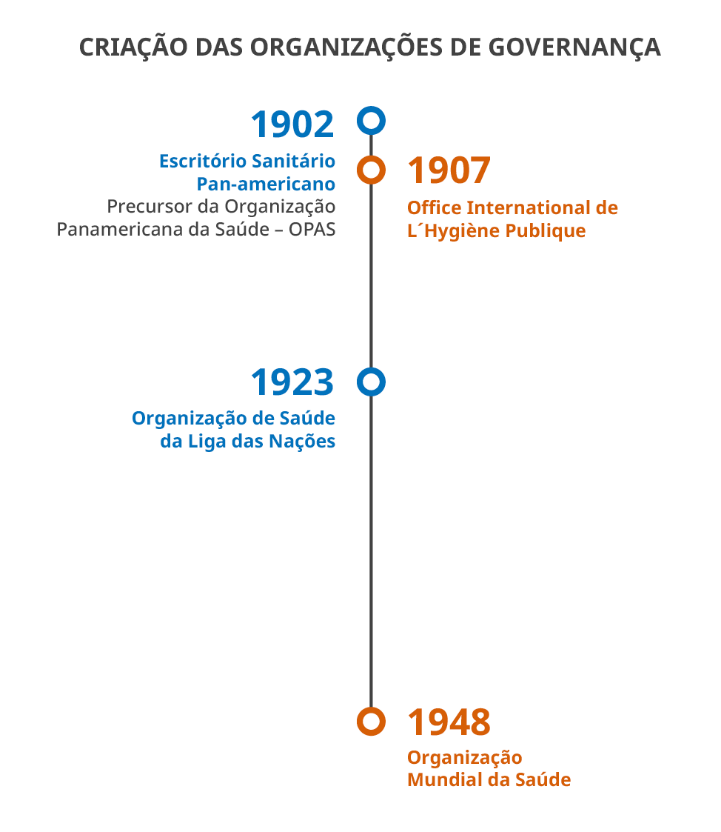 CRIAÇÃO DAS ORGANIZAÇÕES DE GOVERNANÇA
1902
Escritório Sanitário
Pan-americano
Precursor da Organização
Panamericana da Saúde – OPAS
1907
Office International de
L´Hygiène Publique
1923
Organização de Saúde
da Liga das Nações
1948
Organização
Mundial da Saúde